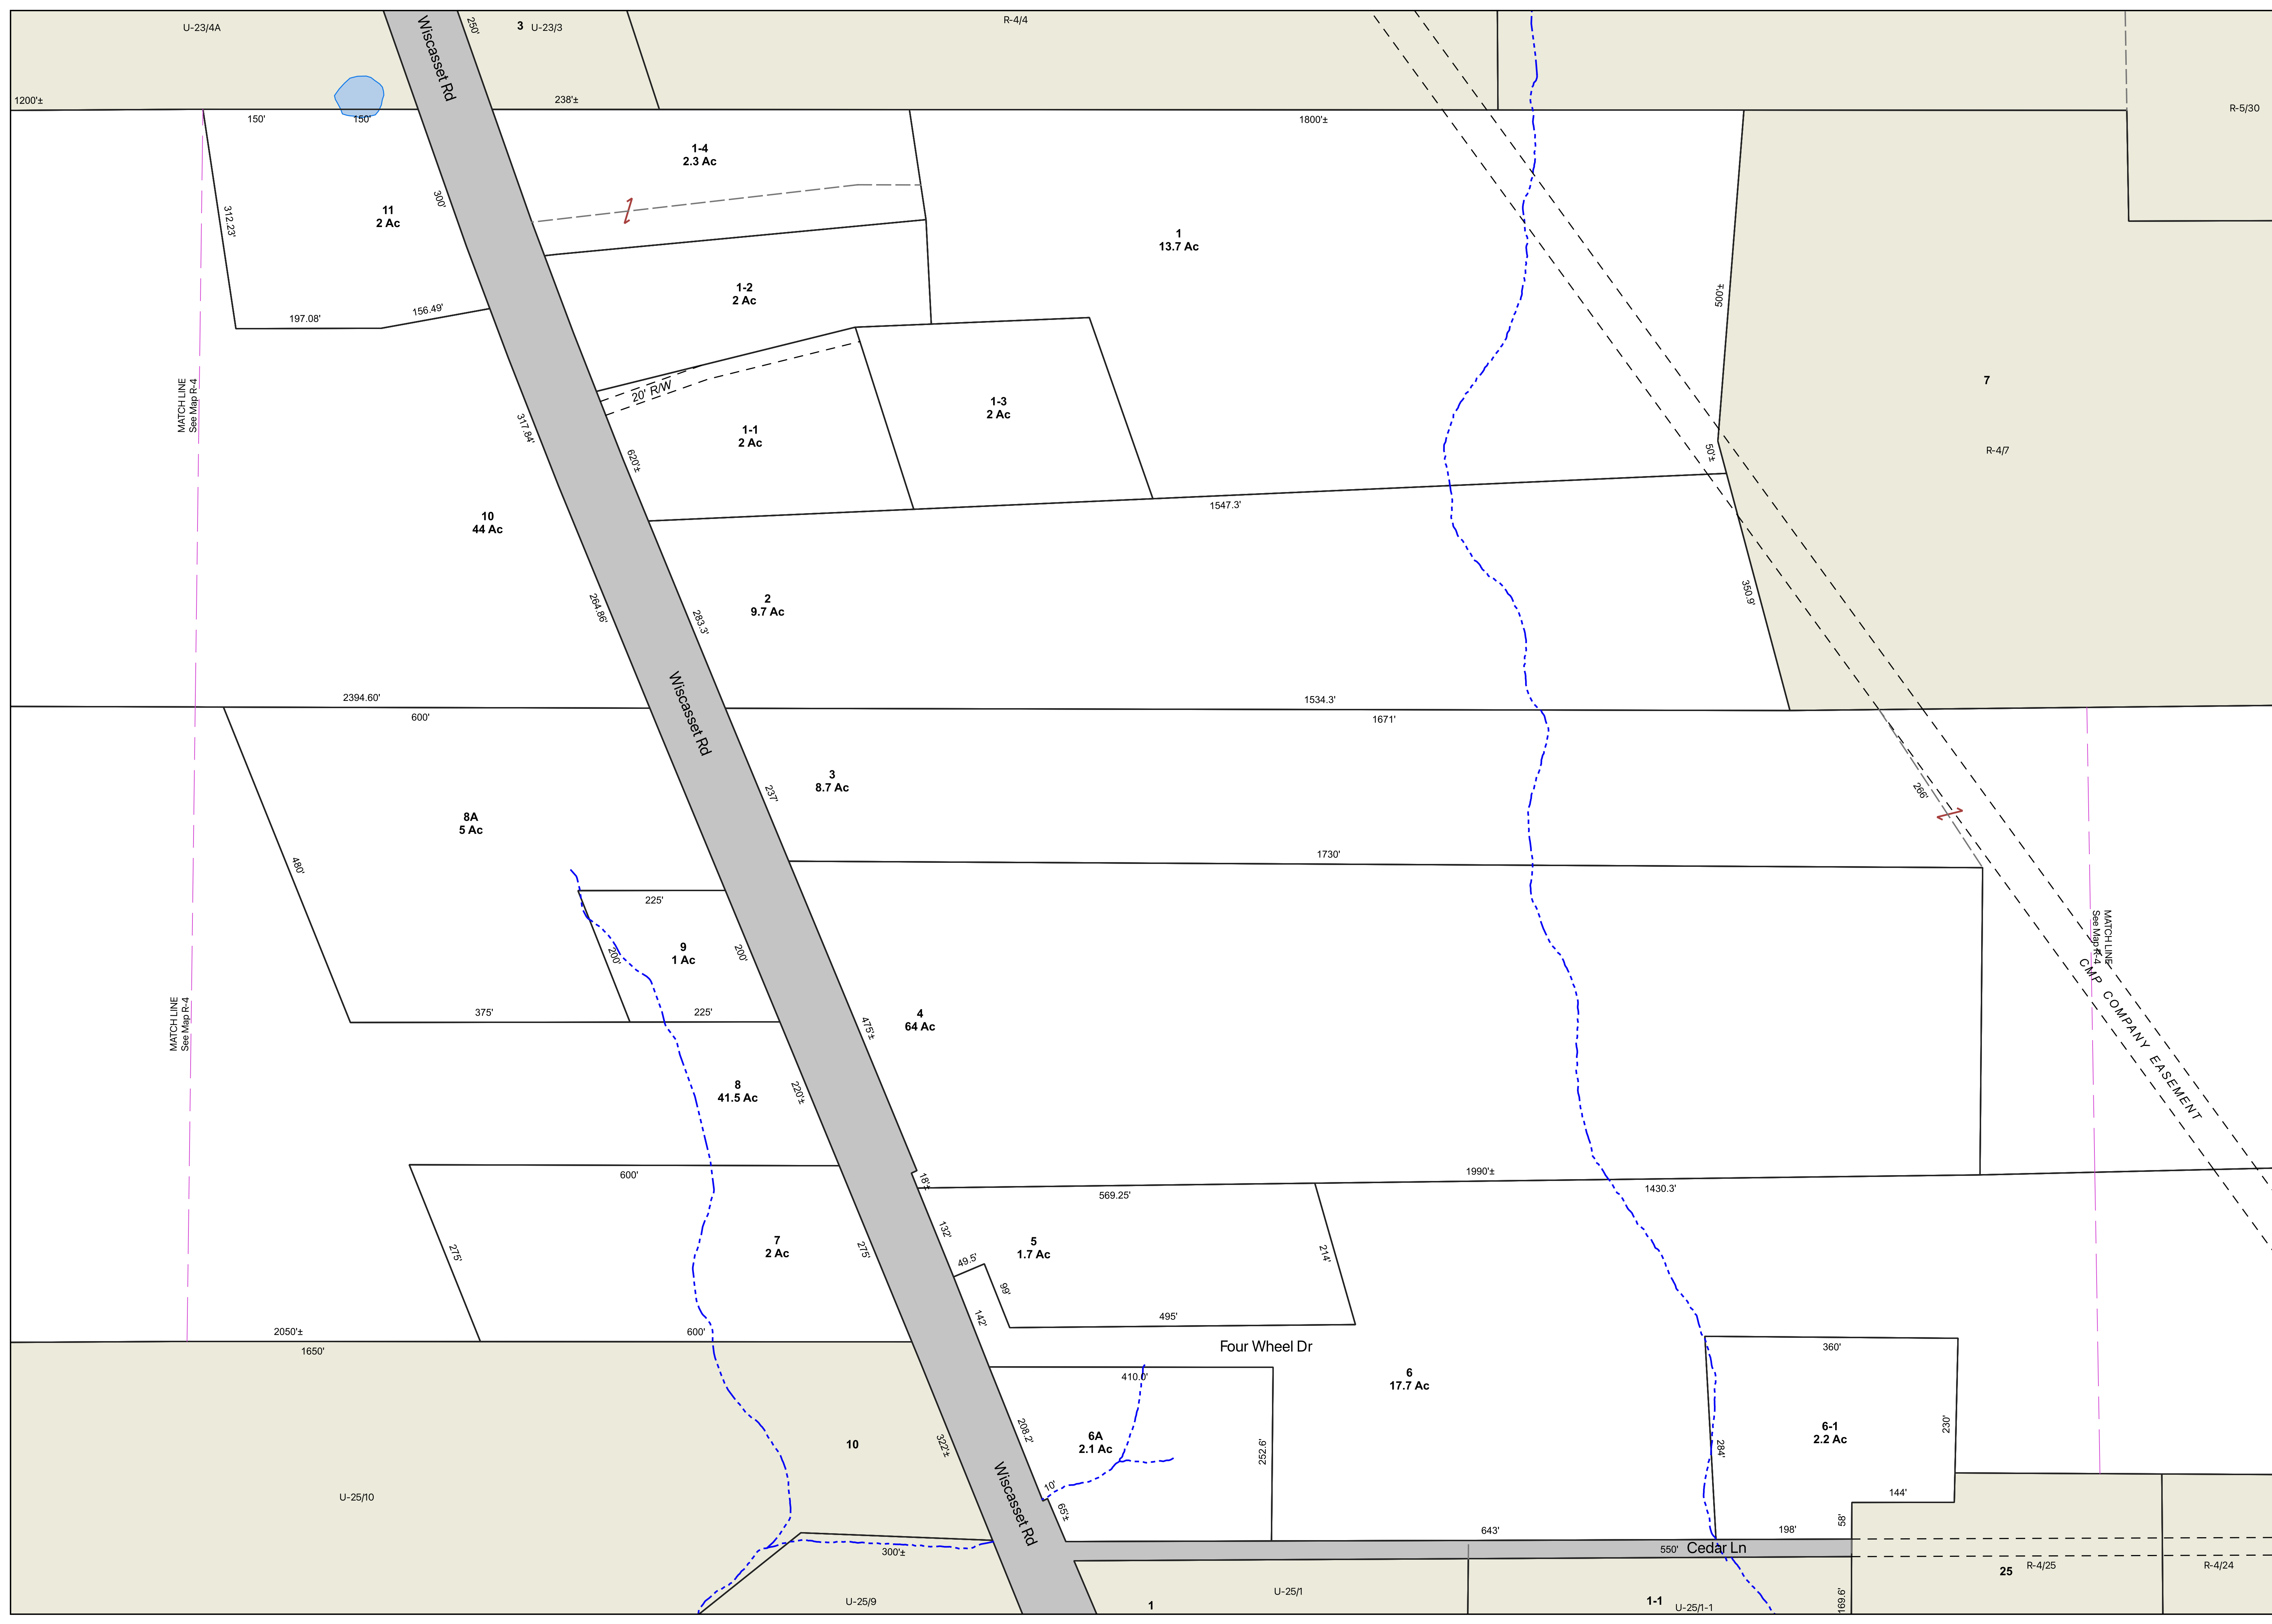 U-23/4A
Wiscasset Rd
250'
3
U-23/3
R-4/4
1200'±
238'±
R-5/30
150'
150'
1800'±
1-4
2.3 Ac
312.23'
11
2 Ac
300'
1
13.7 Ac
1-2
2 Ac
500'±
197.08'
156.49'
MATCH LINE
See Map R-4
20' R/W
7
1-3
2 Ac
317.84'
1-1
2 Ac
620'±
50'±
R-4/7
1547.3'
10
44 Ac
264.86'
283.3'
2
9.7 Ac
350.9'
2394.60'
600'
Wiscasset Rd
1534.3'
1671'
3
8.7 Ac
237'
266'
8A
5 Ac
480'
1730'
225'
9
1 Ac
200'
200'
MATCH LINE
See Map R-4
CMP COMPANY EASEMENT
375'
225'
MATCH LINE
See Map R-4
475'±
4
64 Ac
8
41.5 Ac
220'±
600'
18'±
1990'±
569.25'
1430.3'
275'
7
2 Ac
275'
132'
5
1.7 Ac
49.5'
99'
214'
142'
495'
2050'±
600'
1650'
Four Wheel Dr
410.0'
360'
6
17.7 Ac
208.2'
6A
2.1 Ac
252.6'
6-1
2.2 Ac
230'
284'
10
322'±
Wiscasset Rd
10'
65'±
144'
58'
U-25/10
643'
198'
300'±
550'
Cedar Ln
U-25/9
1
U-25/1
1-1
U-25/1-1
169.6'
25
R-4/25
R-4/24